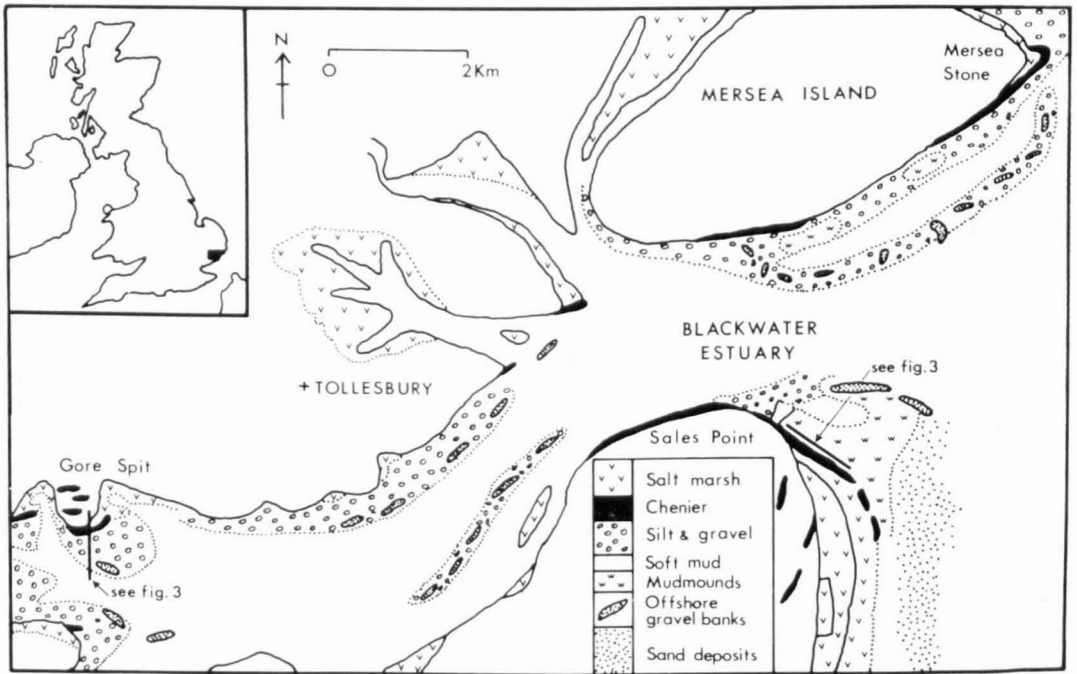 N
O
2Km
Mersea
Stone
MERSEA ISLAND
BLACKWATER
ESTUARY
see fig.3
+TOLLESBURY
Sales Point
Gore Spit
see fig.3
Salt marsh
Chenier
Silt & gravel
Soft mud
Mudmounds
Offshore
gravel banks
Sand deposits